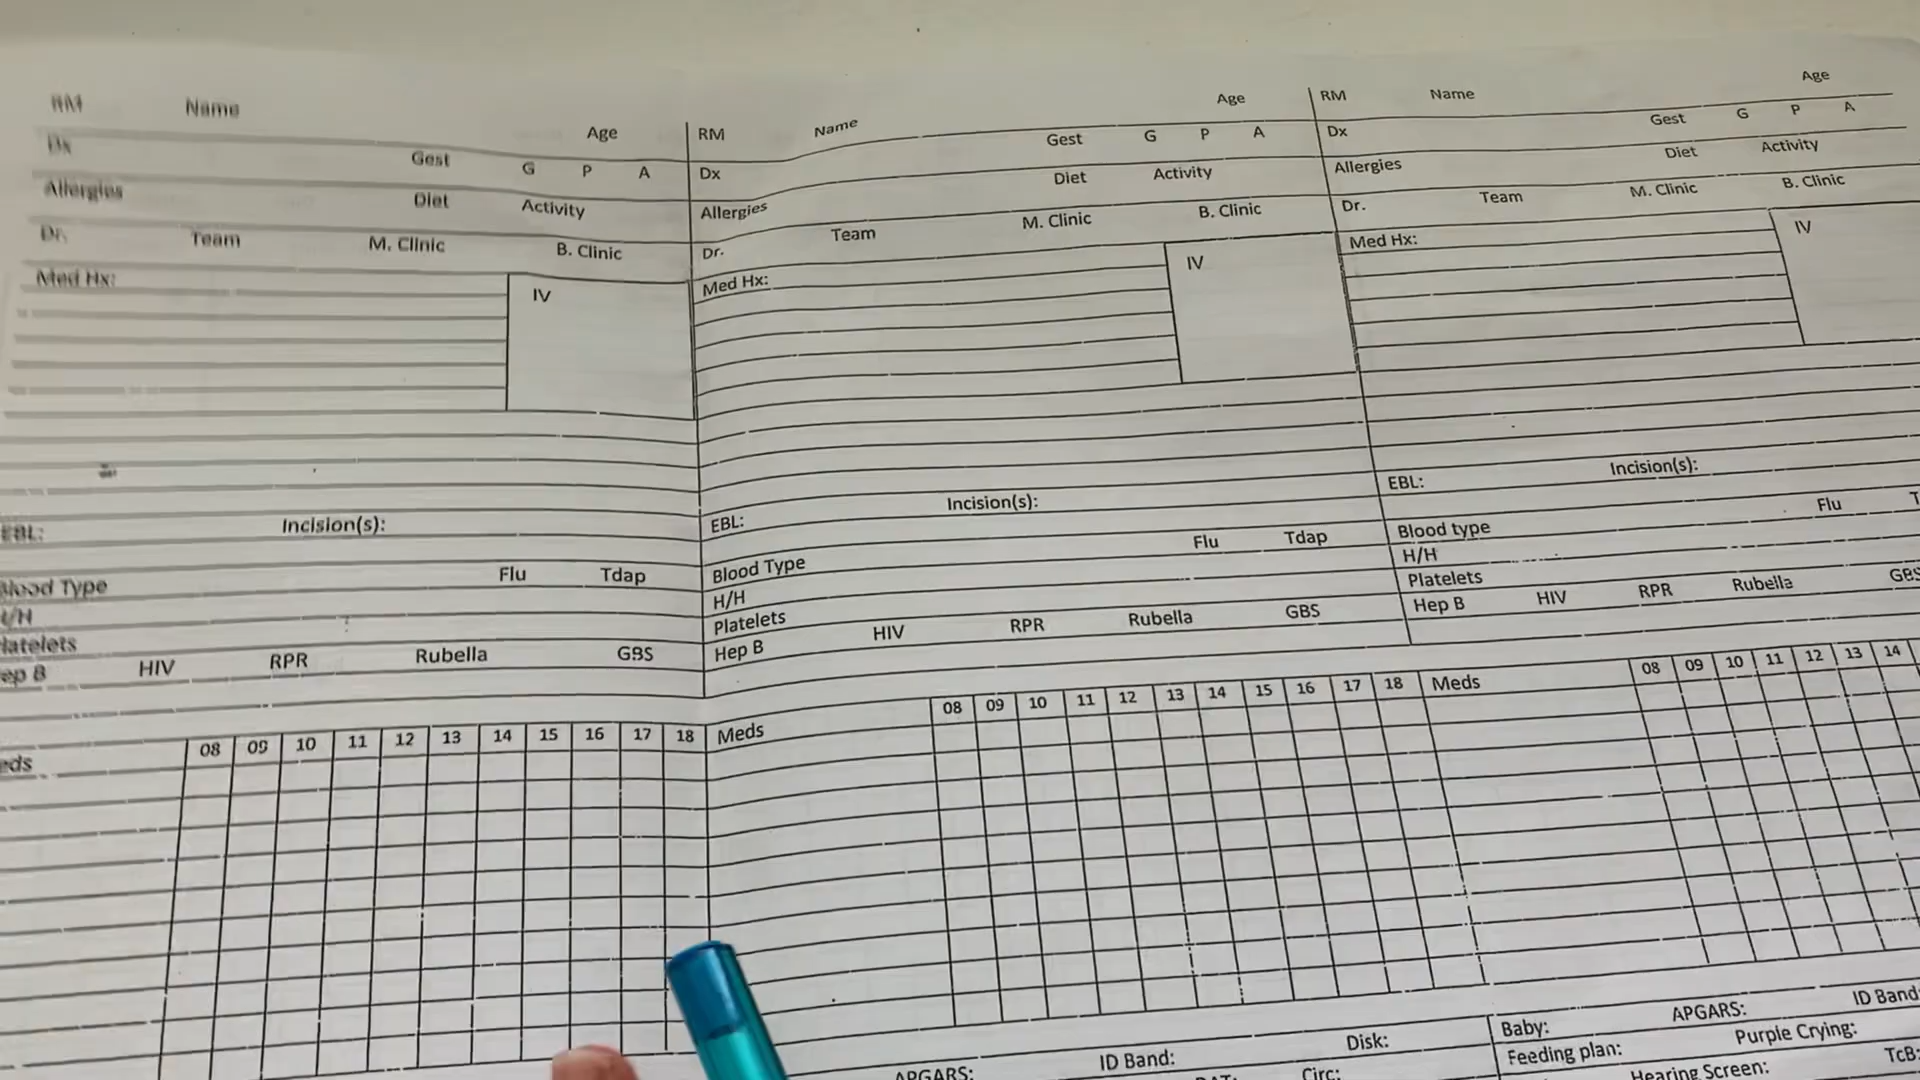 RM Name Age
Dx Gest G P A
Allergies Diet Activity
Dr. Team M. Clinic B. Clinic
Med Hx: IV
EBL: Incision(s):
Blood Type Flu Tdap
H/H
Platelets
Hep B HIV RPR Rubella GBS
Meds 08 09 10 11 12 13 14 15 16 17 18
RM Name Age
Dx Gest G P A
Allergies Diet Activity
Dr. Team M. Clinic B. Clinic
Med Hx: IV
EBL: Incision(s):
Blood Type Flu Tdap
H/H
Platelets
Hep B HIV RPR Rubella GBS
Meds 08 09 10 11 12 13 14 15 16 17 18
APGARS: ID Band: Disk:
Circ:
RM Name Age
Dx Gest G P A
Allergies Diet Activity
Dr. Team M. Clinic B. Clinic
Med Hx: IV
EBL: Incision(s):
Blood type Flu T
H/H
Platelets
Hep B HIV RPR Rubella GBS
Meds 08 09 10 11 12 13 14
Baby: APGARS: ID Band:
Feeding plan: Purple Crying:
Hearing Screen: TcB: